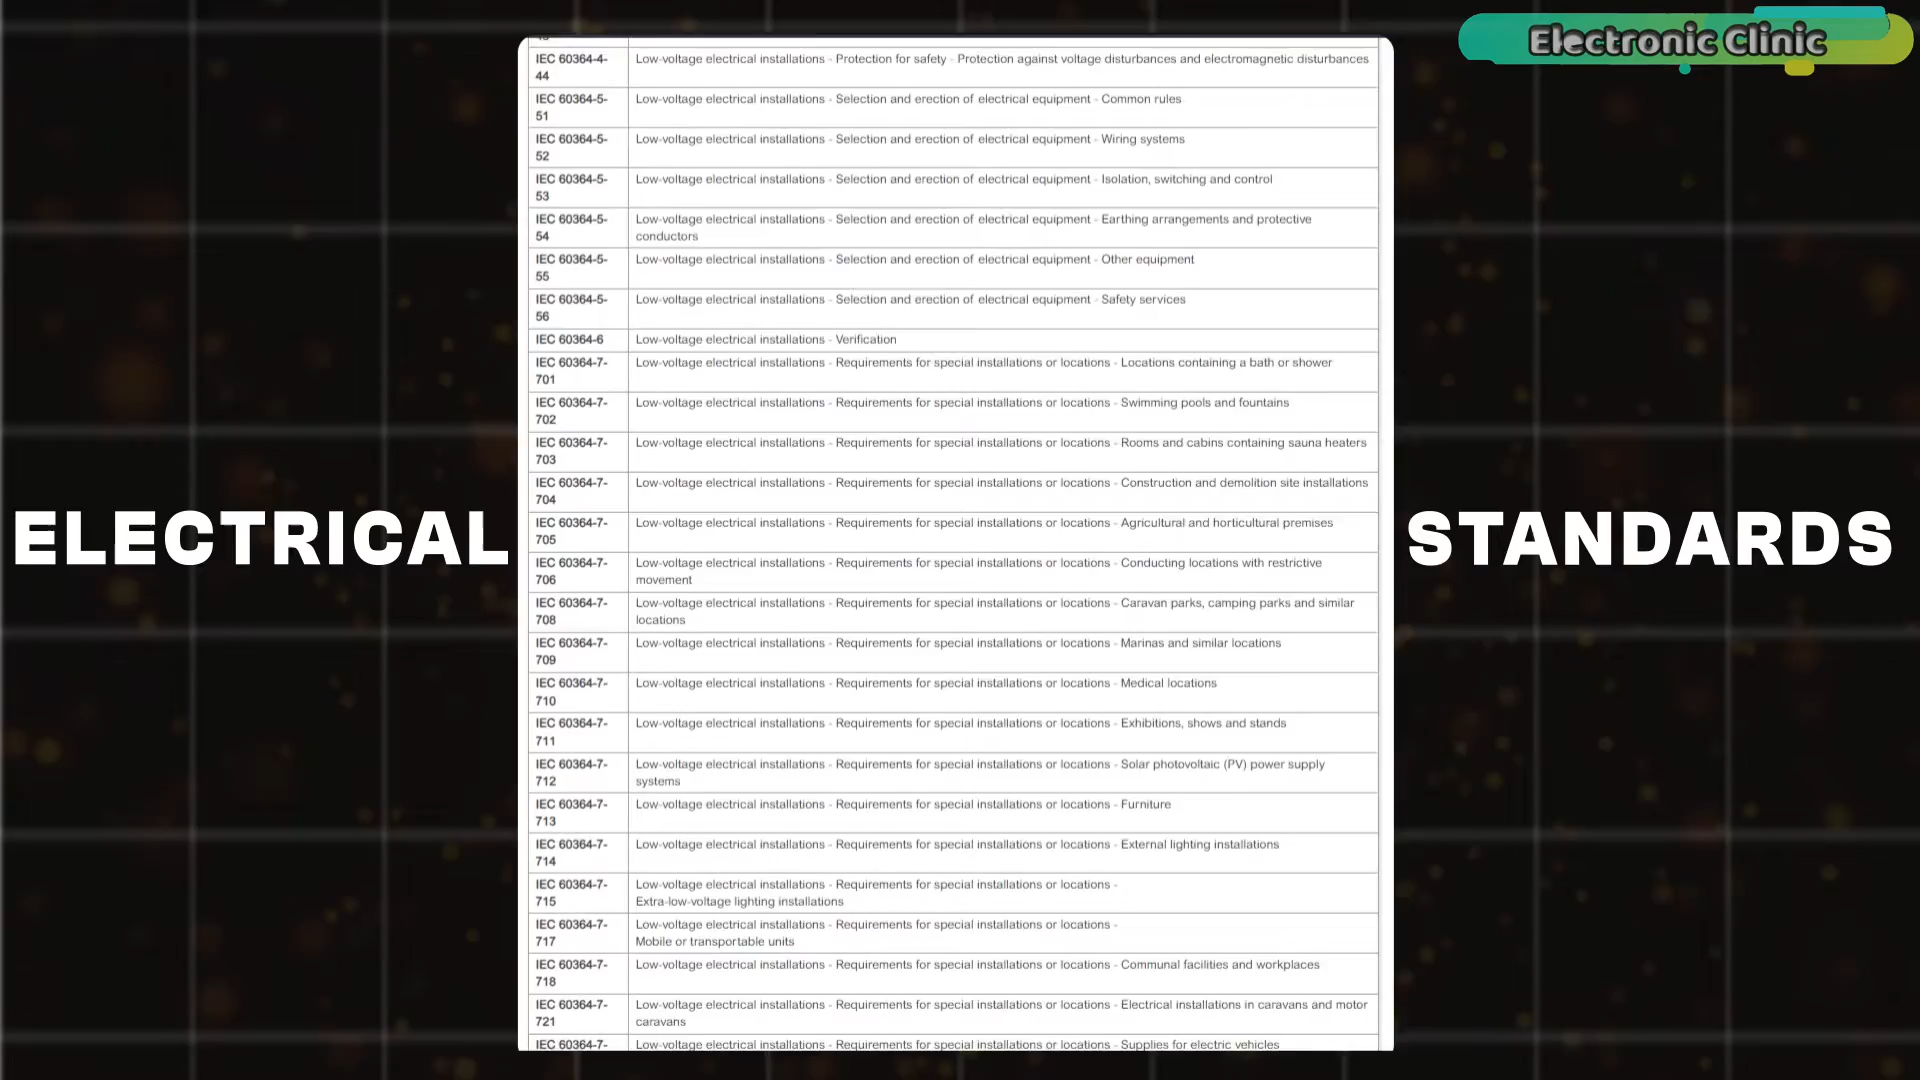 Electronic Clinic
IEC 60364-4-
44
Low-voltage electrical installations - Protection for safety - Protection against voltage disturbances and electromagnetic disturbances
IEC 60364-5-
51
Low-voltage electrical installations - Selection and erection of electrical equipment - Common rules
IEC 60364-5-
52
Low-voltage electrical installations - Selection and erection of electrical equipment - Wiring systems
IEC 60364-5-
53
Low-voltage electrical installations - Selection and erection of electrical equipment - Isolation, switching and control
IEC 60364-5-
54
Low-voltage electrical installations - Selection and erection of electrical equipment - Earthing arrangements and protective
conductors
IEC 60364-5-
55
Low-voltage electrical installations - Selection and erection of electrical equipment - Other equipment
IEC 60364-5-
56
Low-voltage electrical installations - Selection and erection of electrical equipment - Safety services
IEC 60364-6
Low-voltage electrical installations - Verification
IEC 60364-7-
701
Low-voltage electrical installations - Requirements for special installations or locations - Locations containing a bath or shower
IEC 60364-7-
702
Low-voltage electrical installations - Requirements for special installations or locations - Swimming pools and fountains
IEC 60364-7-
703
Low-voltage electrical installations - Requirements for special installations or locations - Rooms and cabins containing sauna heaters
IEC 60364-7-
704
Low-voltage electrical installations - Requirements for special installations or locations - Construction and demolition site installations
IEC 60364-7-
705
Low-voltage electrical installations - Requirements for special installations or locations - Agricultural and horticultural premises
ELECTRICAL
STANDARDS
IEC 60364-7-
706
Low-voltage electrical installations - Requirements for special installations or locations - Conducting locations with restrictive
movement
IEC 60364-7-
708
Low-voltage electrical installations - Requirements for special installations or locations - Caravan parks, camping parks and similar
locations
IEC 60364-7-
709
Low-voltage electrical installations - Requirements for special installations or locations - Marinas and similar locations
IEC 60364-7-
710
Low-voltage electrical installations - Requirements for special installations or locations - Medical locations
IEC 60364-7-
711
Low-voltage electrical installations - Requirements for special installations or locations - Exhibitions, shows and stands
IEC 60364-7-
712
Low-voltage electrical installations - Requirements for special installations or locations - Solar photovoltaic (PV) power supply
systems
IEC 60364-7-
713
Low-voltage electrical installations - Requirements for special installations or locations - Furniture
IEC 60364-7-
714
Low-voltage electrical installations - Requirements for special installations or locations - External lighting installations
IEC 60364-7-
715
Low-voltage electrical installations - Requirements for special installations or locations -
Extra-low-voltage lighting installations
IEC 60364-7-
717
Low-voltage electrical installations - Requirements for special installations or locations -
Mobile or transportable units
IEC 60364-7-
718
Low-voltage electrical installations - Requirements for special installations or locations - Communal facilities and workplaces
IEC 60364-7-
721
Low-voltage electrical installations - Requirements for special installations or locations - Electrical installations in caravans and motor
caravans
IEC 60364-7-
Low-voltage electrical installations - Requirements for special installations or locations - Supplies for electric vehicles